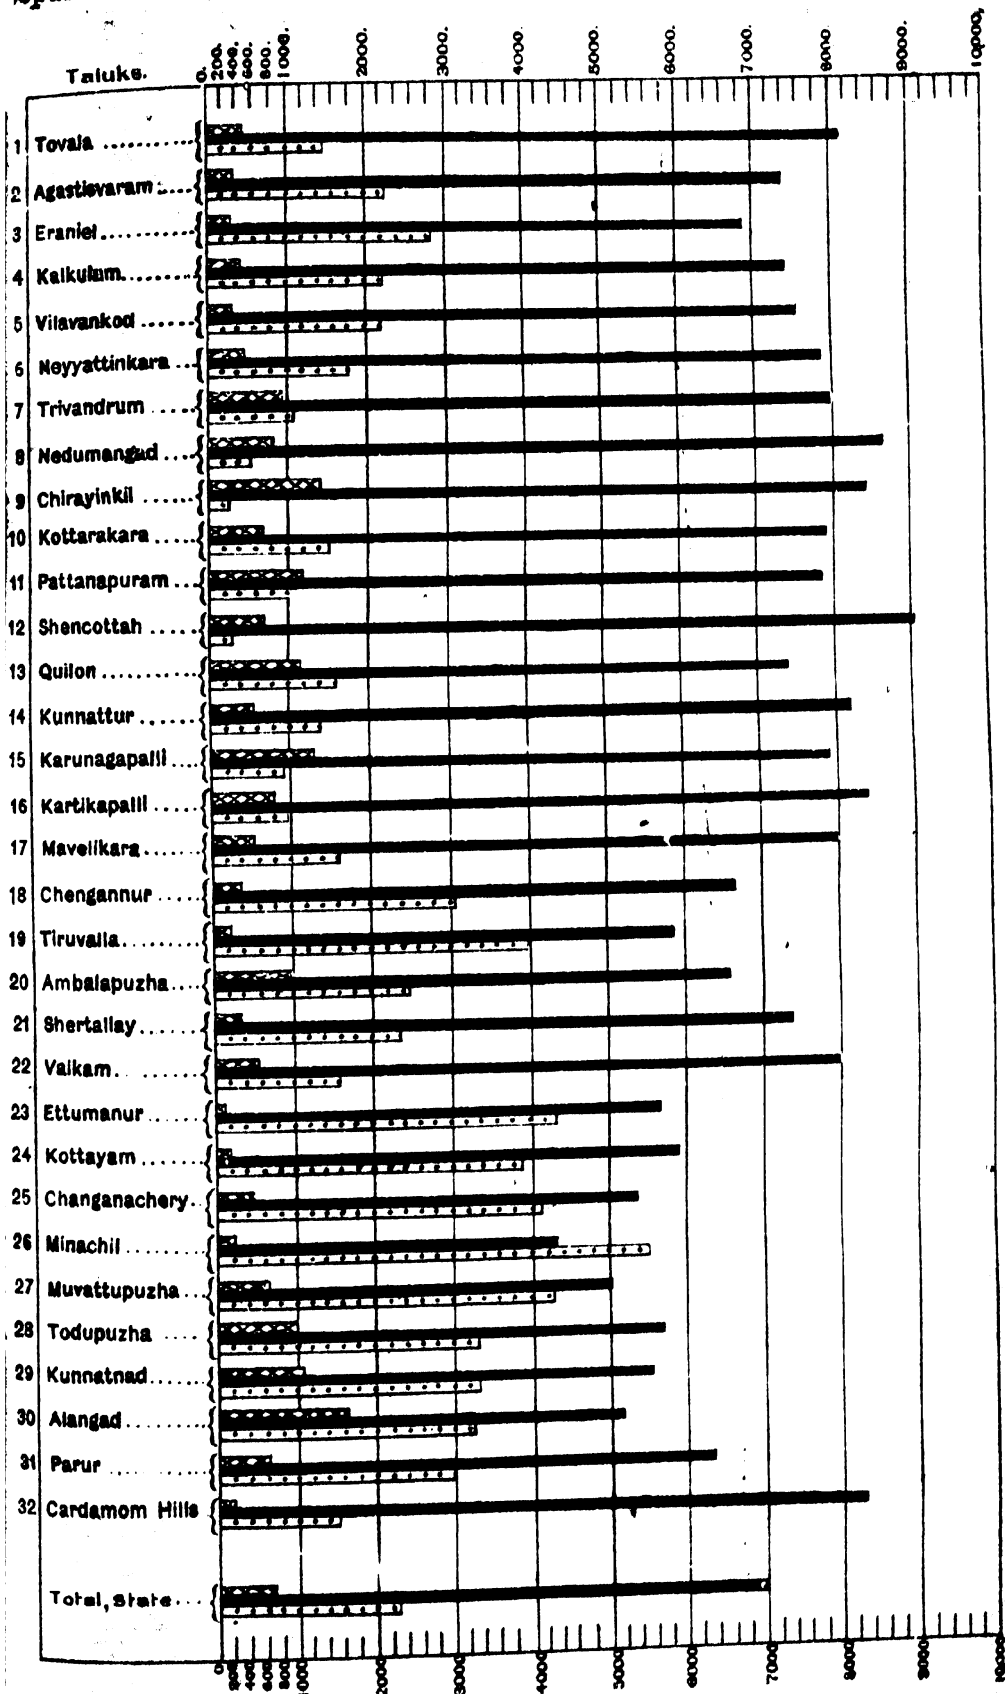 Taluks.
0. 200. 400. 600. 800. 1000. 2000. 3000. 4000. 5000. 6000. 7000. 8000. 9000. 10,000,
1 Tovala
2 Agastisvaram
3 Eraniel
4 Kalkulam
5 Vilavankod
6 Neyyattinkara
7 Trivandrum
8 Nedumangad
9 Chirayinkil
10 Kottarakara
11 Pattanapuram
12 Shencottah
13 Quilon
14 Kunnattur
15 Karunagapalli
16 Kartikapalli
17 Mavelikara
18 Chengannur
19 Tiruvalla
20 Ambalapuzha
21 Shertallay
22 Vaikam
23 Ettumanur
24 Kottayam
25 Changanachery
26 Minachil
27 Muvattupuzha
28 Todupuzha
29 Kunnatnad
30 Alangad
31 Parur
32 Cardamom Hills
Total, State
0 200 400 600 800 1000 2000 3000 4000 5000 6000 7000 8000 9000